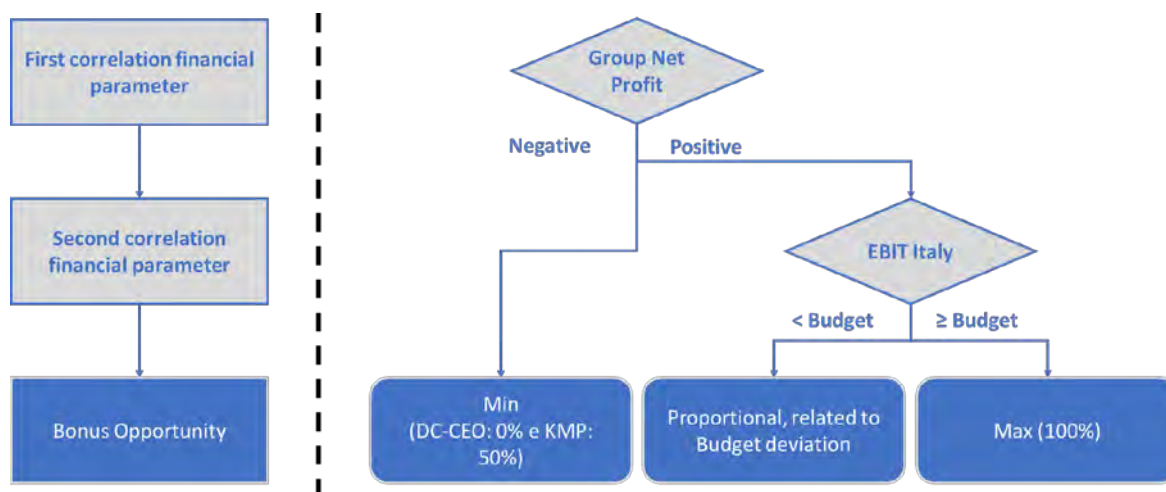 First correlation financial
parameter
Second correlation
financial parameter
Bonus Opportunity
Group Net
Profit
Negative
Positive
EBIT Italy
< Budget
≥ Budget
Min
(DC-CEO: 0% e KMP:
50%)
Proportional, related to
Budget deviation
Max (100%)